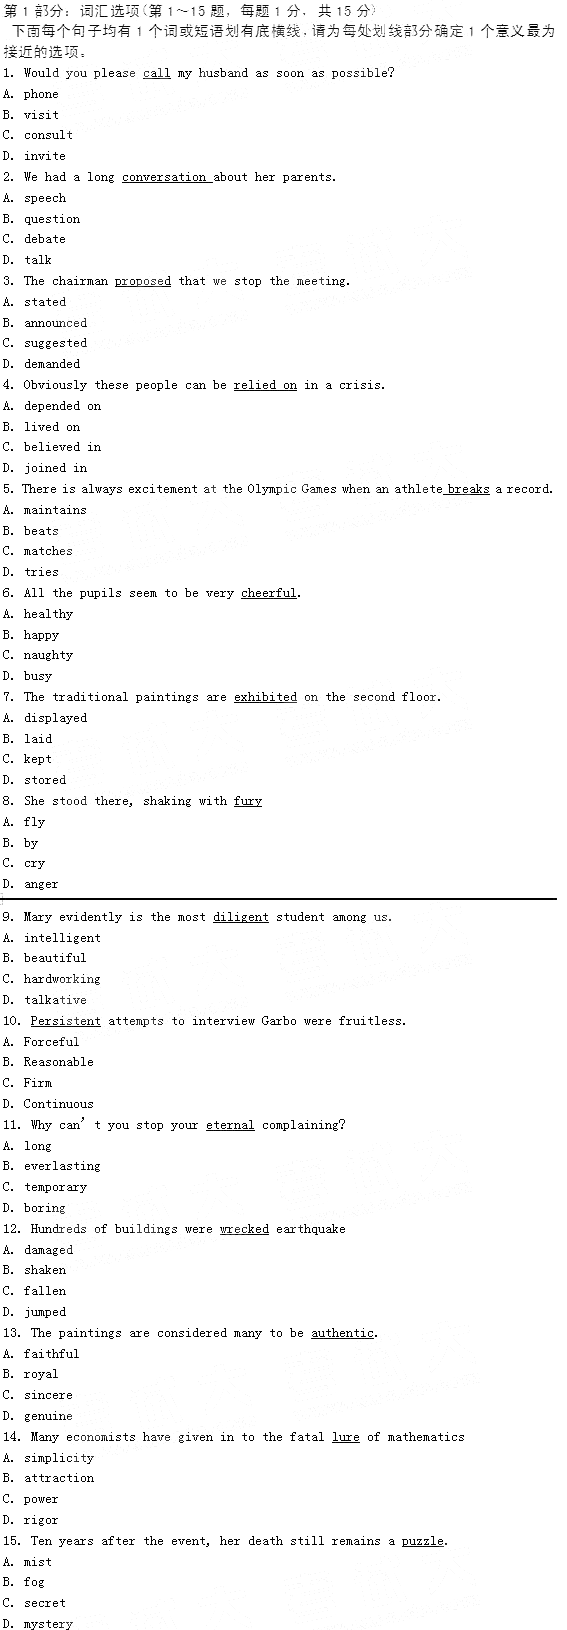 第1部分：词汇选项(第1～15题，每题1分，共15分)
下面每个句子均有1个词或短语划有底横线，请为每处划线部分确定1个意义最为
接近的选项。
1. Would you please call my husband as soon as possible?
A. phone
B. visit
C. consult
D. invite
2. We had a long conversation about her parents.
A. speech
B. question
C. debate
D. talk
3. The chairman proposed that we stop the meeting.
A. stated
B. announced
C. suggested
D. demanded
4. Obviously these people can be relied on in a crisis.
A. depended on
B. lived on
C. believed in
D. joined in
5. There is always excitement at the Olympic Games when an athlete breaks a record.
A. maintains
B. beats
C. matches
D. tries
6. All the pupils seem to be very cheerful.
A. healthy
B. happy
C. naughty
D. busy
7. The traditional paintings are exhibited on the second floor.
A. displayed
B. laid
C. kept
D. stored
8. She stood there, shaking with fury
A. fly
B. by
C. cry
D. anger
9. Mary evidently is the most diligent student among us.
A. intelligent
B. beautiful
C. hardworking
D. talkative
10. Persistent attempts to interview Garbo were fruitless.
A. Forceful
B. Reasonable
C. Firm
D. Continuous
11. Why can't you stop your eternal complaining?
A. long
B. everlasting
C. temporary
D. boring
12. Hundreds of buildings were wrecked earthquake
A. damaged
B. shaken
C. fallen
D. jumped
13. The paintings are considered many to be authentic.
A. faithful
B. royal
C. sincere
D. genuine
14. Many economists have given in to the fatal lure of mathematics
A. simplicity
B. attraction
C. power
D. rigor
15. Ten years after the event, her death still remains a puzzle.
A. mist
B. fog
C. secret
D. mystery